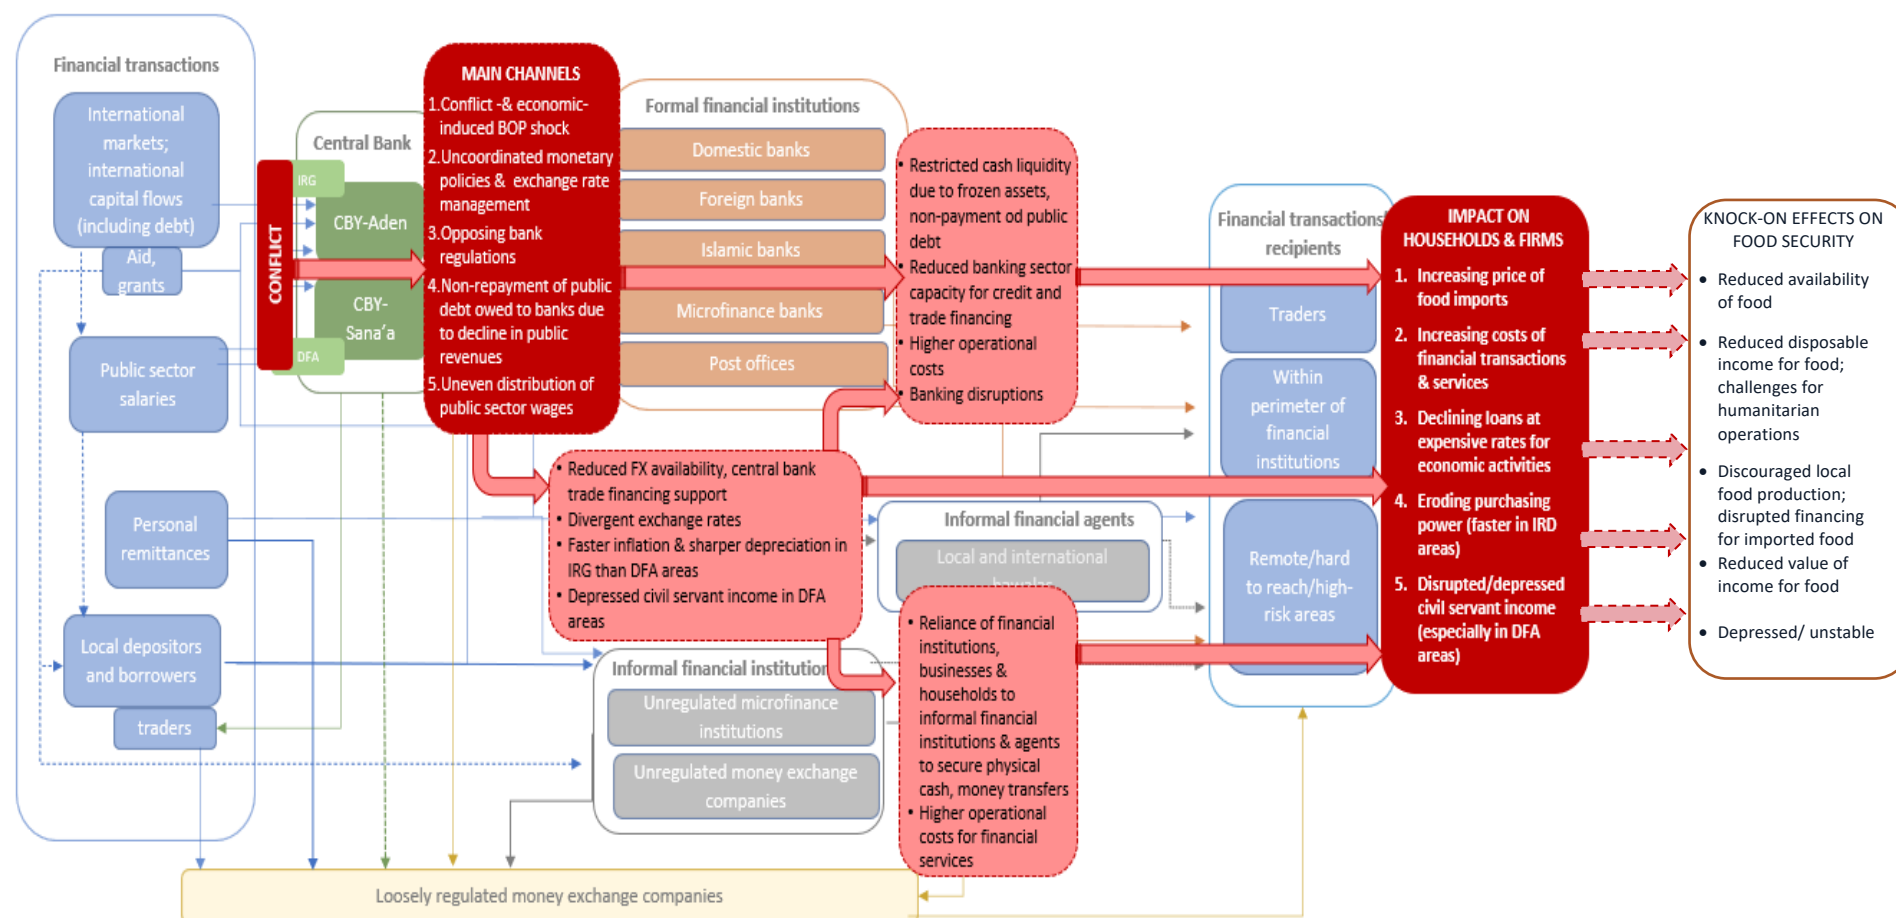 Financial transactions
International
markets;
international
capital flows
(including debt)
Aid,
grants
Public sector
salaries
Personal
remittances
Local depositors
and borrowers
traders
CONFLICT
Central Bank
IRG
CBY-Aden
CBY-
Sana'a
DFA
MAIN CHANNELS
1.Conflict -& economic-
induced BOP shock
2.Uncoordinated monetary
policies & exchange rate
management
3.Opposing bank
regulations
4.Non-repayment of public
debt owed to banks due
to decline in public
revenues
5.Uneven distribution of
public sector wages
Formal financial institutions
Domestic banks
Foreign banks
Islamic banks
Microfinance banks
Post offices
• Restricted cash liquidity
due to frozen assets,
non-payment od public
debt
• Reduced banking sector
capacity for credit and
trade financing
• Higher operational
costs
• Banking disruptions
• Reduced FX availability, central bank
trade financing support
• Divergent exchange rates
• Faster inflation & sharper depreciation in
IRG than DFA areas
• Depressed civil servant income in DFA
areas
Informal financial agents
Local and international
Informal financial institution
Unregulated microfinance
institutions
Unregulated money exchange
companies
• Reliance of financial
institutions,
businesses &
households to
informal financial
institutions & agents
to secure physical
cash, money transfers
• Higher operational
costs for financial
services
Loosely regulated money exchange companies
Financial transactions
recipients
Traders
Within
perimeter of
financial
institutions
Remote/hard
to reach/high-
risk areas
IMPACT ON
HOUSEHOLDS & FIRMS
1. Increasing price of
food imports
2. Increasing costs of
financial transactions
& services
3. Declining loans at
expensive rates for
economic activities
4. Eroding purchasing
power (faster in IRD
areas)
5. Disrupted/depressed
civil servant income
(especially in DFA
areas)
KNOCK-ON EFFECTS ON
FOOD SECURITY
• Reduced availability
of food
• Reduced disposable
income for food;
challenges for
humanitarian
operations
• Discouraged local
food production;
disrupted financing
for imported food
• Reduced value of
income for food
• Depressed/ unstable